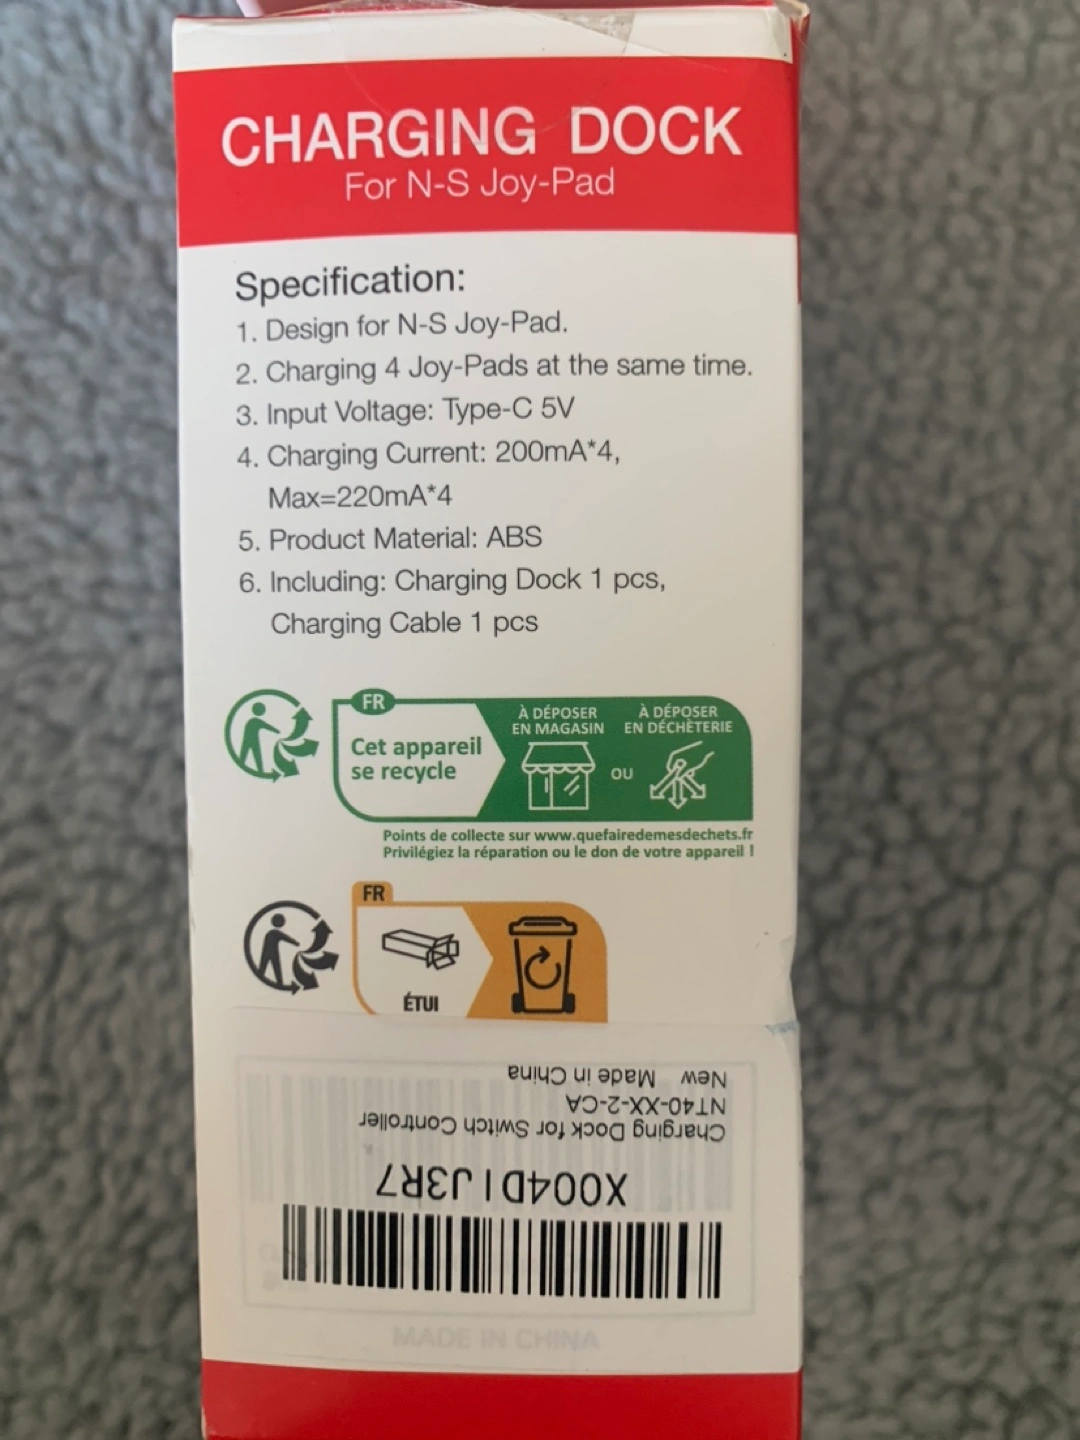 CHARGING DOCK
For N-S Joy-Pad
Specification:
1. Design for N-S Joy-Pad.
2. Charging 4 Joy-Pads at the same time.
3. Input Voltage: Type-C 5V
4. Charging Current: 200mA*4,
Max=220mA*4
5. Product Material: ABS
6. Including: Charging Dock 1 pcs,
Charging Cable 1 pcs
FR
Cet appareil
se recycle
À DÉPOSER
EN MAGASIN
OU
À DÉPOSER
EN DÉCHÈTERIE
Points de collecte sur www.quefairedemesdechets.fr
Privilégiez la réparation ou le don de votre appareil !
FR
ÉTUI
X004DIJ3R7
Charging Dock for Switch Controller
NT40-XX-2-CA
New Made in China
MADE IN CHINA